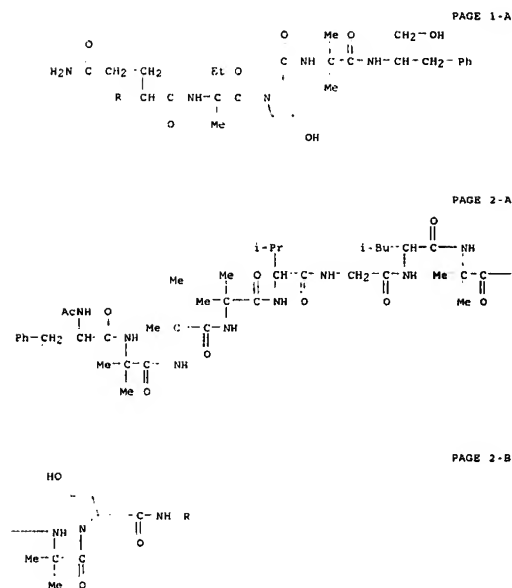 PAGE 1-A
O Me O CH2-OH
O C NH C C NH CH CH2 Ph
H2N C CH2 CH2 Et O Me
R CH C NH C C N
O Me OH
PAGE 2-A
O
i-Pr i-Bu CH C NH
Me Me O CH C NH CH2 C NH Me C C
Me C C NH O O Me O
AcNH O Me C C NH
Ph CH2 CH C NH O
Me C C NH
Me O
PAGE 2-B
HO
C NH R
NH N O
Me C C
Me O